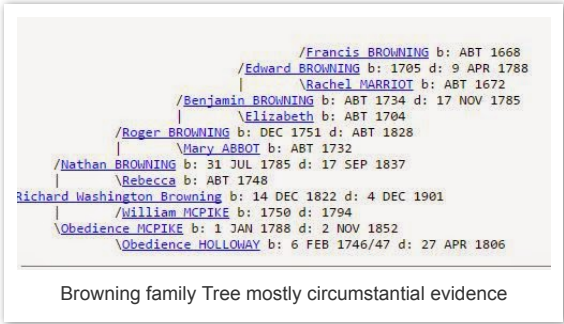 /Francis BROWNING b: ABT 1668
/Edward BROWNING b: 1705 d: 9 APR 1788
| \Rachel MARRIOT b: ABT 1672
/Benjamin BROWNING b: ABT 1734 d: 17 NOV 1785
| \Elizabeth b: ABT 1704
/Roger BROWNING b: DEC 1751 d: ABT 1828
| \Mary ABBOT b: ABT 1732
/Nathan BROWNING b: 31 JUL 1785 d: 17 SEP 1837
| \Rebecca b: ABT 1748
Richard Washington Browning b: 14 DEC 1822 d: 4 DEC 1901
| /William MCPIKE b: 1750 d: 1794
\Obedience MCPIKE b: 1 JAN 1788 d: 2 NOV 1852
\Obedience HOLLOWAY b: 6 FEB 1746/47 d: 27 APR 1806
Browning family Tree mostly circumstantial evidence